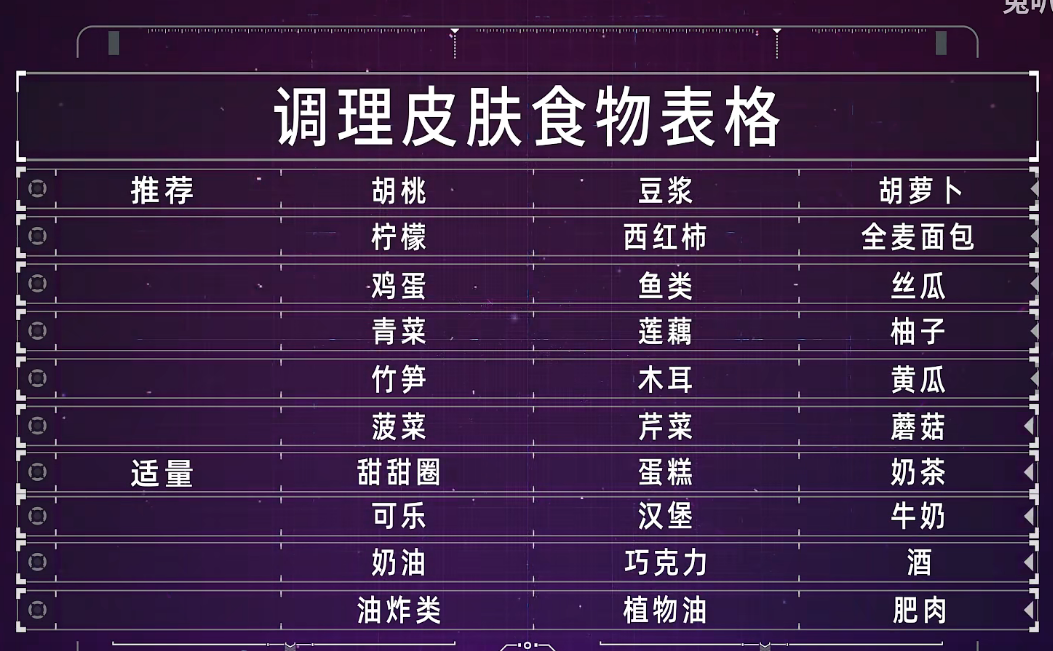 调理皮肤食物表格
推荐 胡桃 豆浆 胡萝卜
柠檬 西红柿 全麦面包
鸡蛋 鱼类 丝瓜
青菜 莲藕 柚子
竹笋 木耳 黄瓜
菠菜 芹菜 蘑菇
适量 甜甜圈 蛋糕 奶茶
可乐 汉堡 牛奶
奶油 巧克力 酒
油炸类 植物油 肥肉